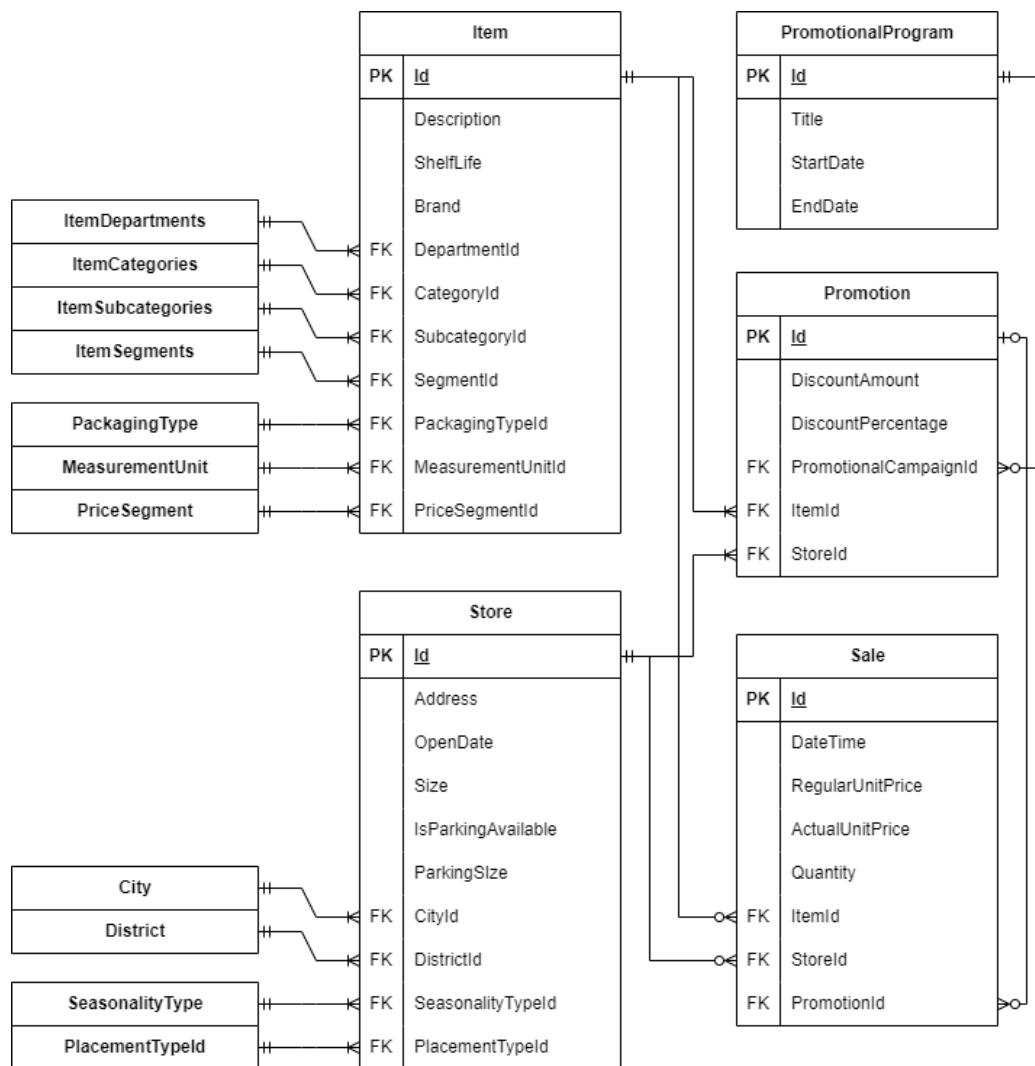 Item
PK Id
Description
ShelfLife
Brand
FK DepartmentId
FK CategoryId
FK SubcategoryId
FK SegmentId
FK PackagingTypeId
FK MeasurementUnitId
FK PriceSegmentId
ItemDepartments
ItemCategories
ItemSubcategories
ItemSegments
PackagingType
MeasurementUnit
PriceSegment
PromotionalProgram
PK Id
Title
StartDate
EndDate
Promotion
PK Id
DiscountAmount
DiscountPercentage
FK PromotionalCampaignId
FK ItemId
FK StoreId
Store
PK Id
Address
OpenDate
Size
IsParkingAvailable
ParkingSIze
FK CityId
FK DistrictId
FK SeasonalityTypeId
FK PlacementTypeId
City
District
SeasonalityType
PlacementTypeId
Sale
PK Id
DateTime
RegularUnitPrice
ActualUnitPrice
Quantity
FK ItemId
FK StoreId
FK PromotionId